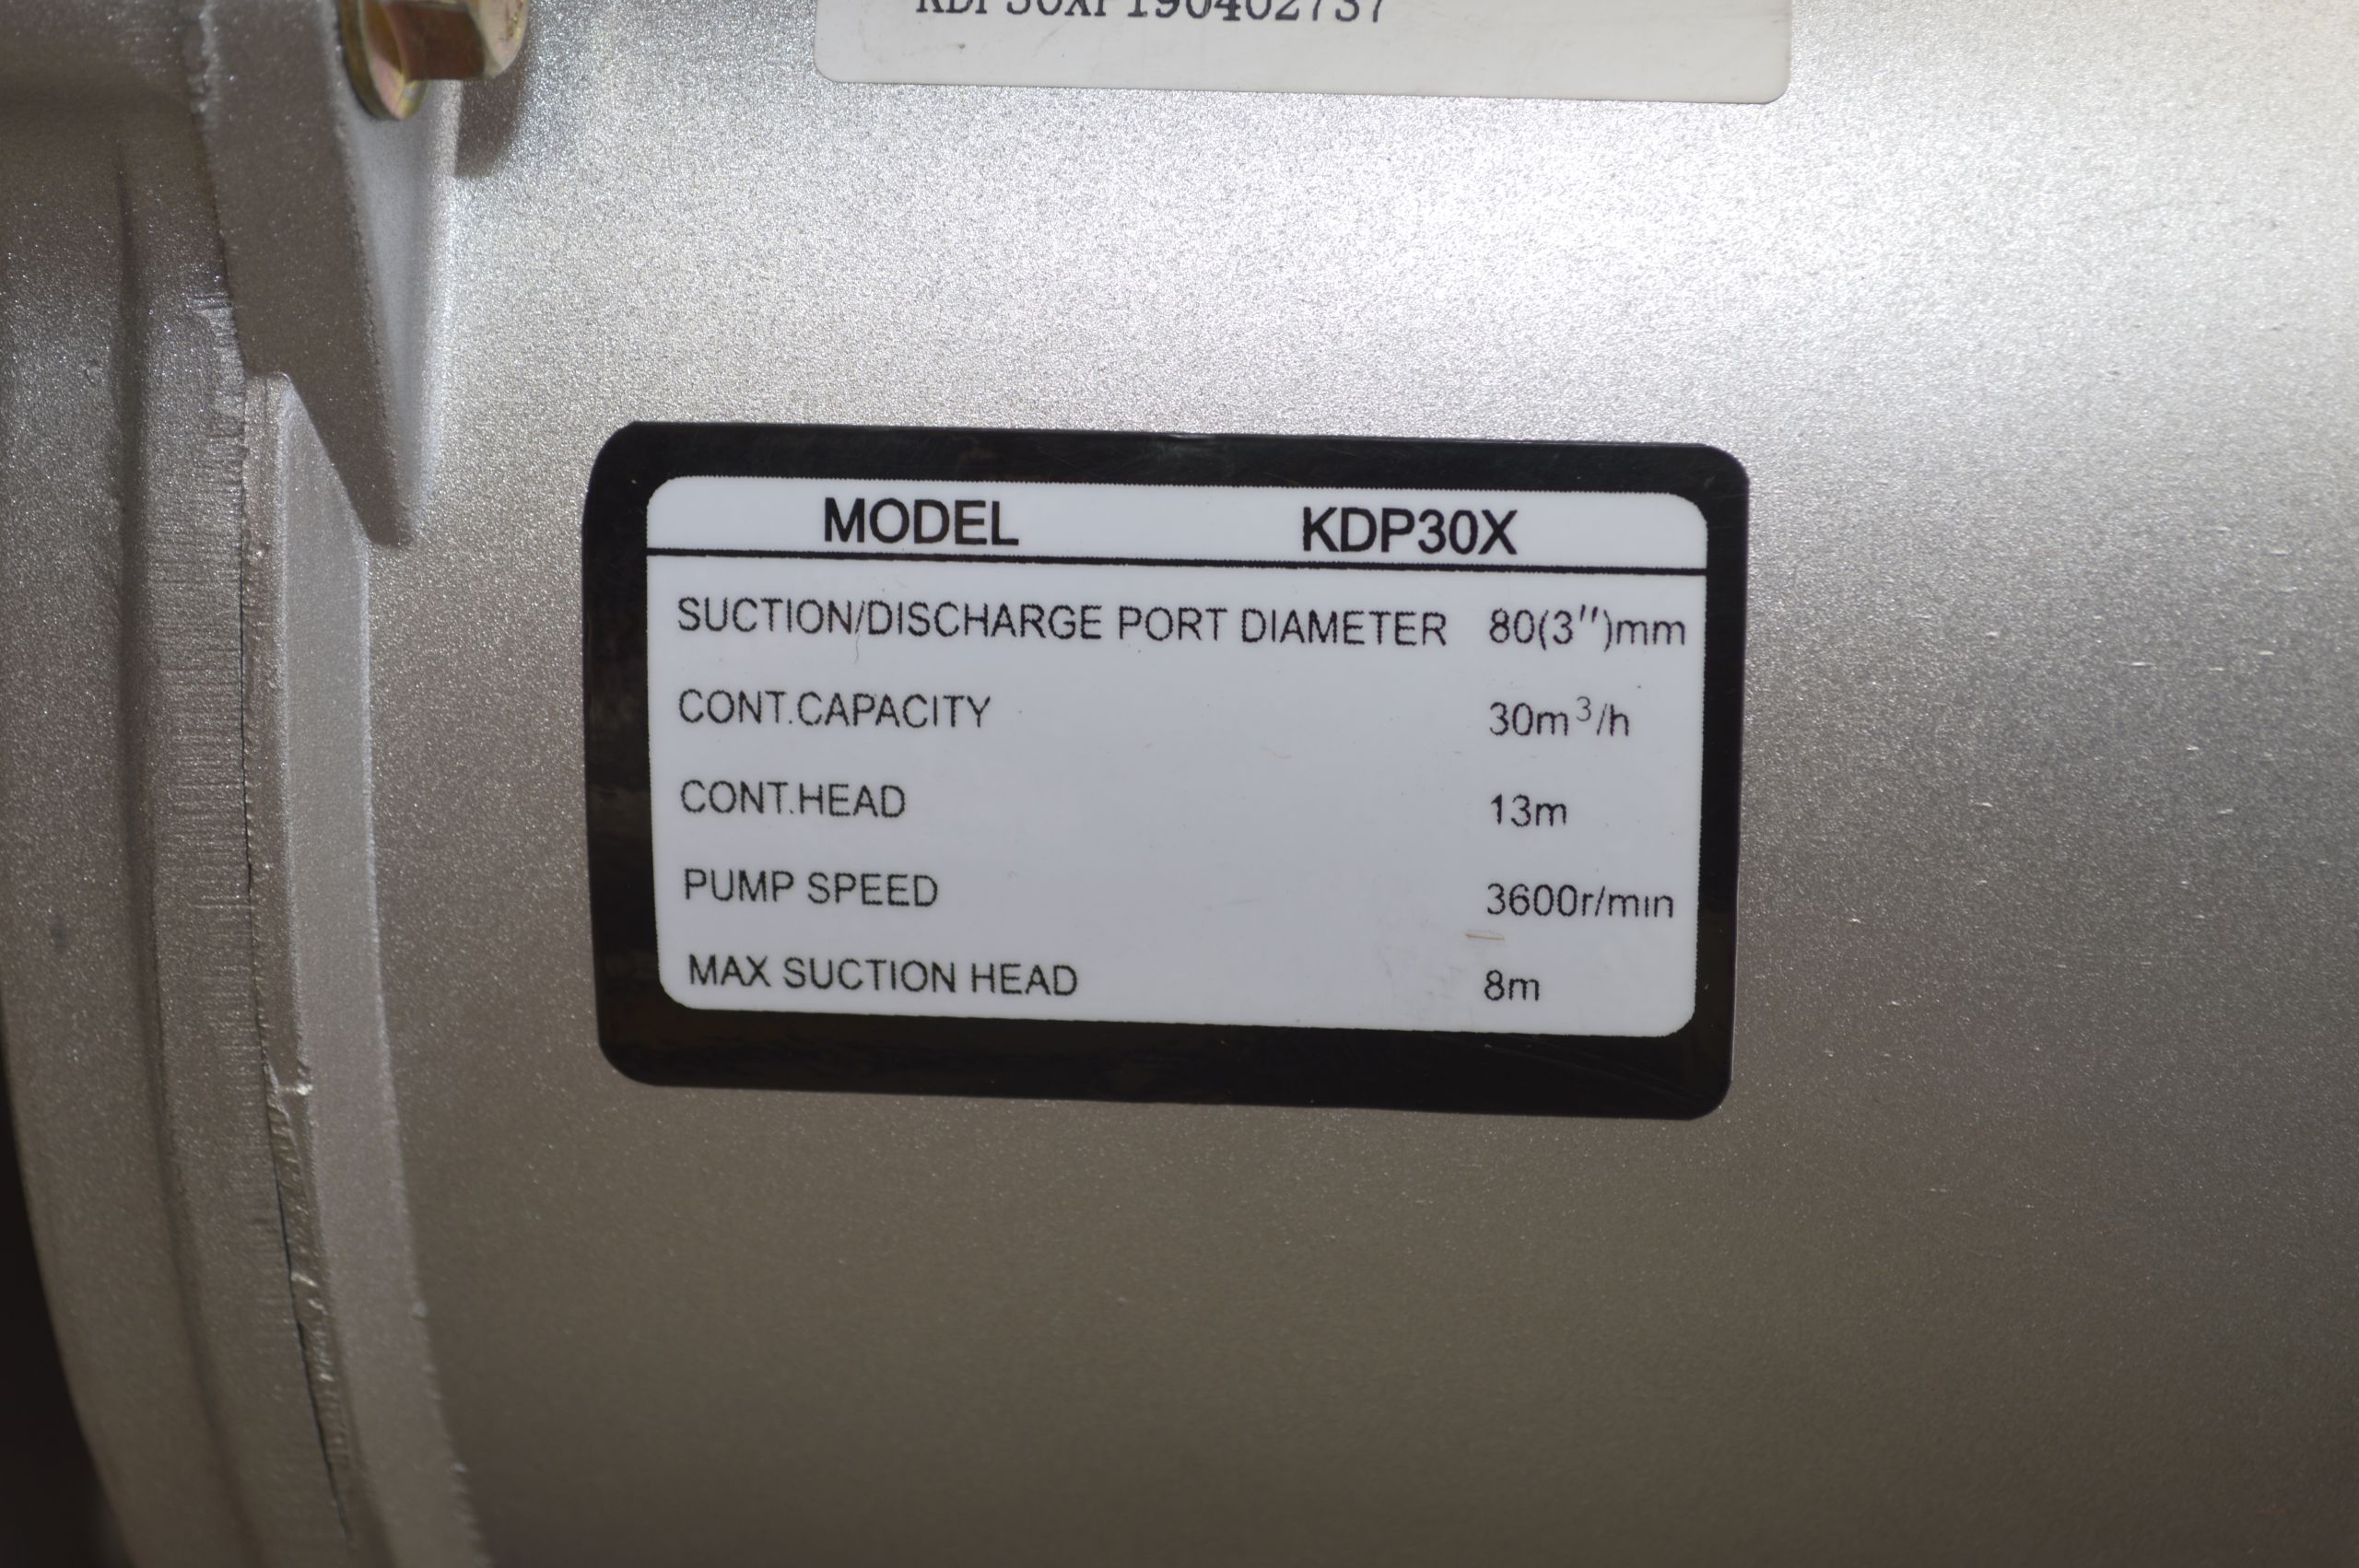 KDP30XF190402737
MODEL KDP30X
SUCTION/DISCHARGE PORT DIAMETER 80(3″)mm
CONT.CAPACITY 30m³/h
CONT.HEAD 13m
PUMP SPEED 3600r/min
MAX SUCTION HEAD 8m